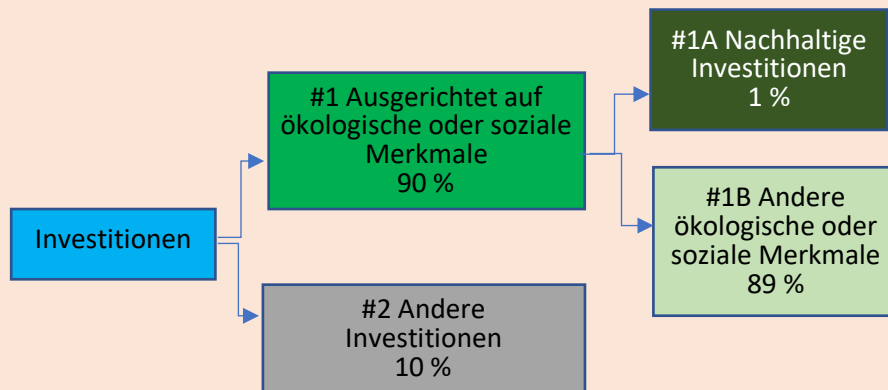 Investitionen
#1 Ausgerichtet auf
ökologische oder soziale
Merkmale
90 %
#2 Andere
Investitionen
10 %
#1A Nachhaltige
Investitionen
1 %
#1B Andere
ökologische oder
soziale Merkmale
89 %